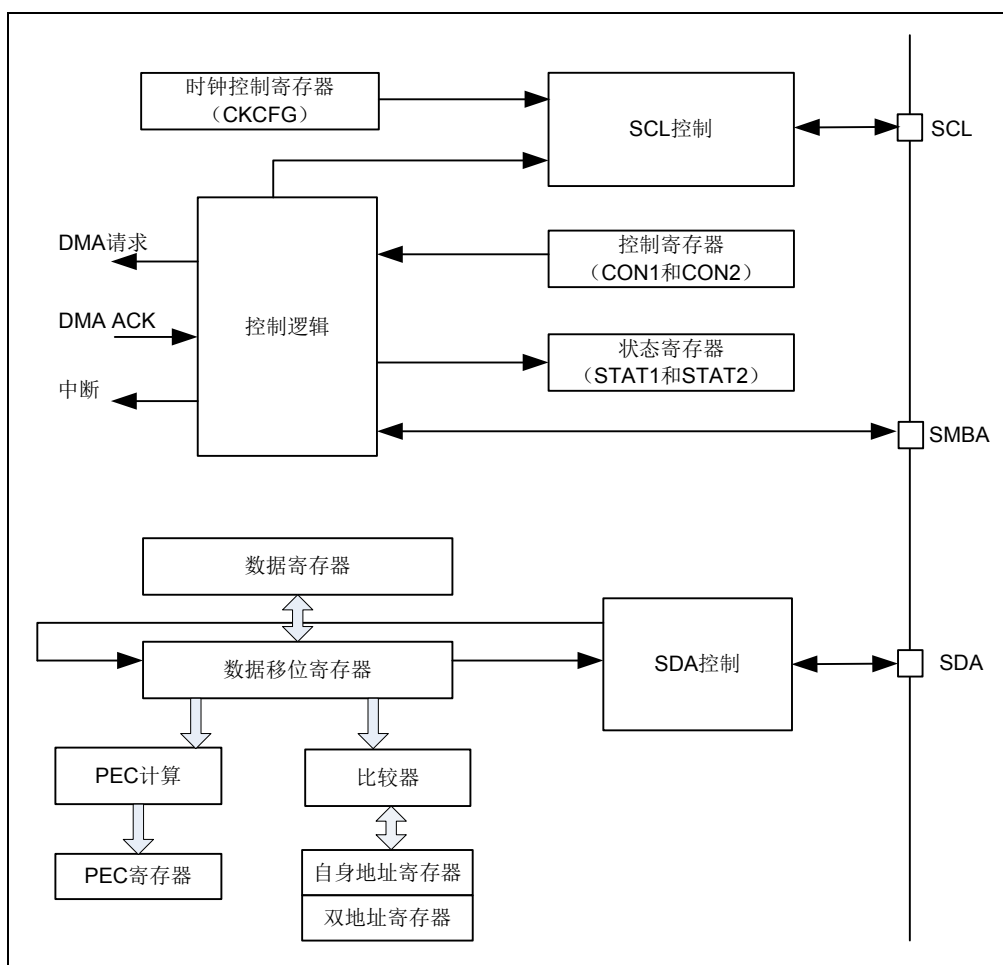 时钟控制寄存器
（CKCFG）
SCL控制
SCL
DMA请求
控制寄存器
（CON1和CON2）
DMA ACK
控制逻辑
状态寄存器
（STAT1和STAT2）
中断
SMBA
数据寄存器
数据移位寄存器
SDA控制
SDA
PEC计算
比较器
PEC寄存器
自身地址寄存器
双地址寄存器